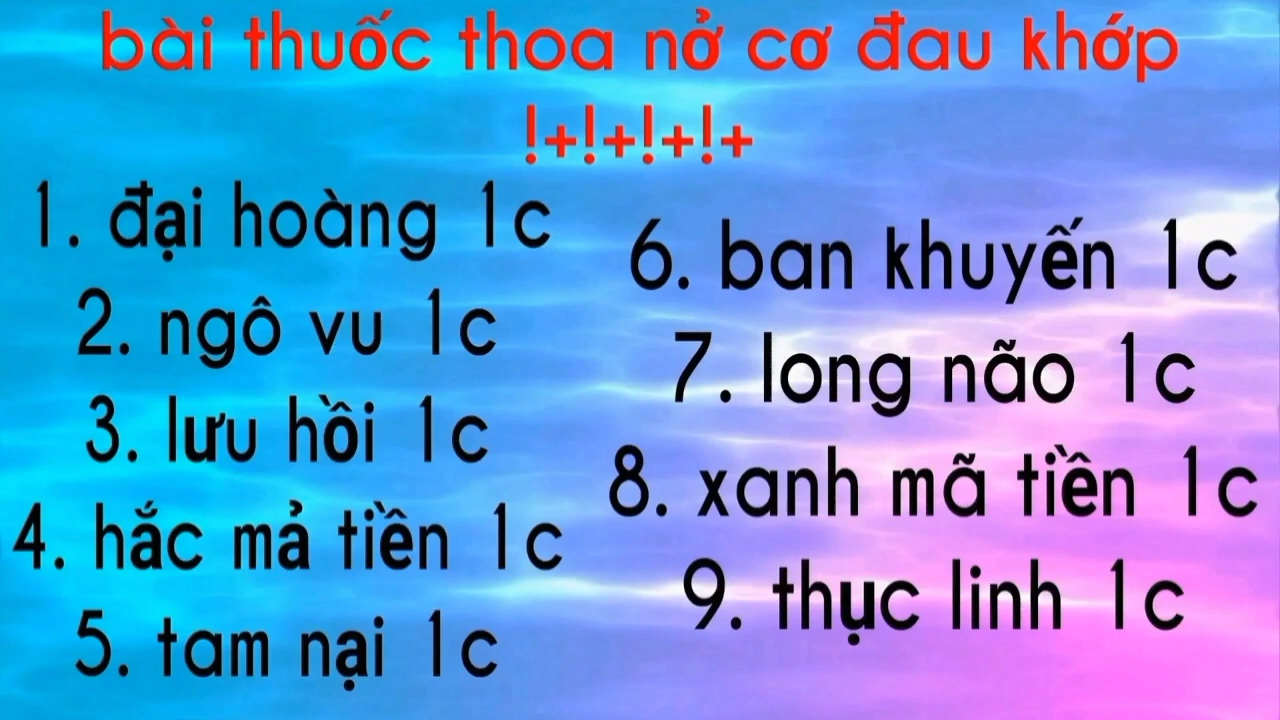 bài thuốc thoa nở cơ đau khớp
!+!+!+!+
1. đại hoàng 1c
2. ngô vu 1c
3. lưu hồi 1c
4. hắc mả tiền 1c
5. tam nại 1c
6. ban khuyến 1c
7. long não 1c
8. xanh mã tiền 1c
9. thục linh 1c